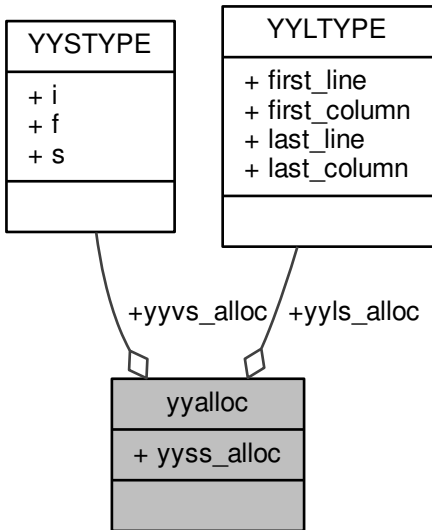 YYSTYPE
+ i
+ f
+ s
YYLTYPE
+ first_line
+ first_column
+ last_line
+ last_column
+yyvs_alloc
+yyls_alloc
yyalloc
+ yyss_alloc